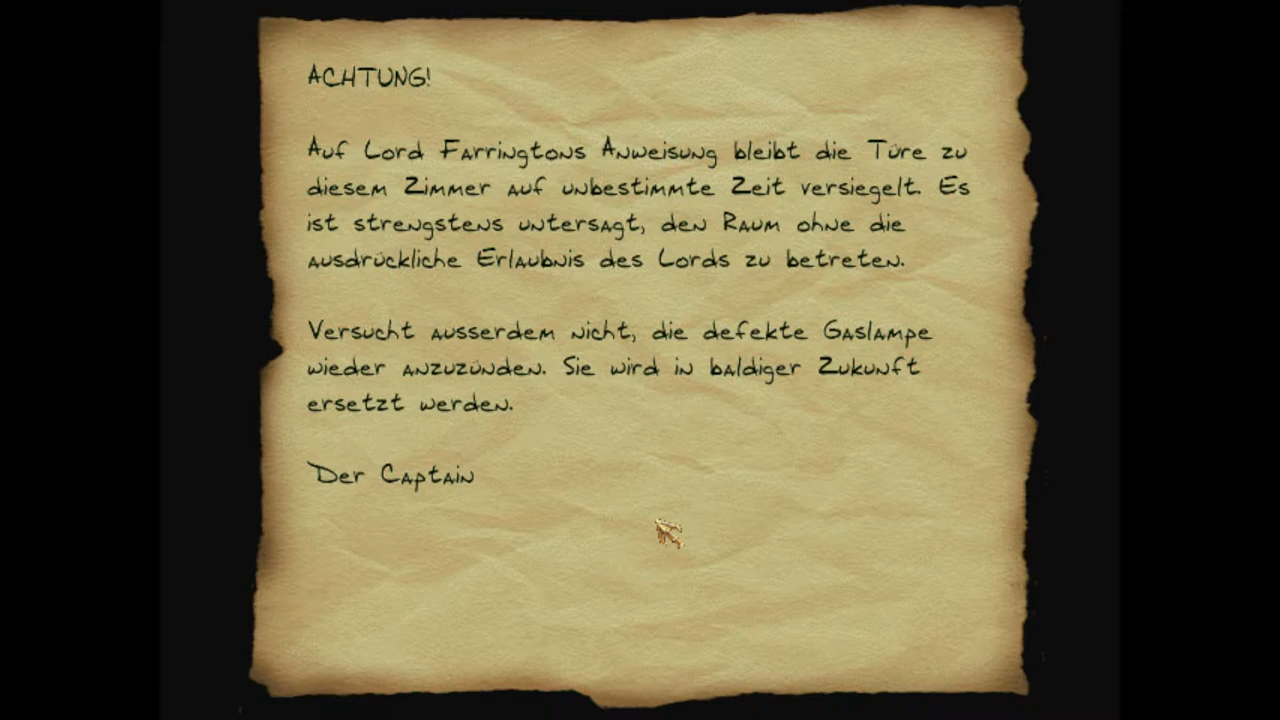 ACHTUNG!
Auf Lord Farringtons Anweisung bleibt die Türe zu
diesem Zimmer auf unbestimmte Zeit versiegelt. Es
ist strengstens untersagt, den Raum ohne die
ausdrückliche Erlaubnis des Lords zu betreten.
Versucht ausserdem nicht, die defekte Gaslampe
wieder anzuzünden. Sie wird in baldiger Zukunft
ersetzt werden.
Der Captain